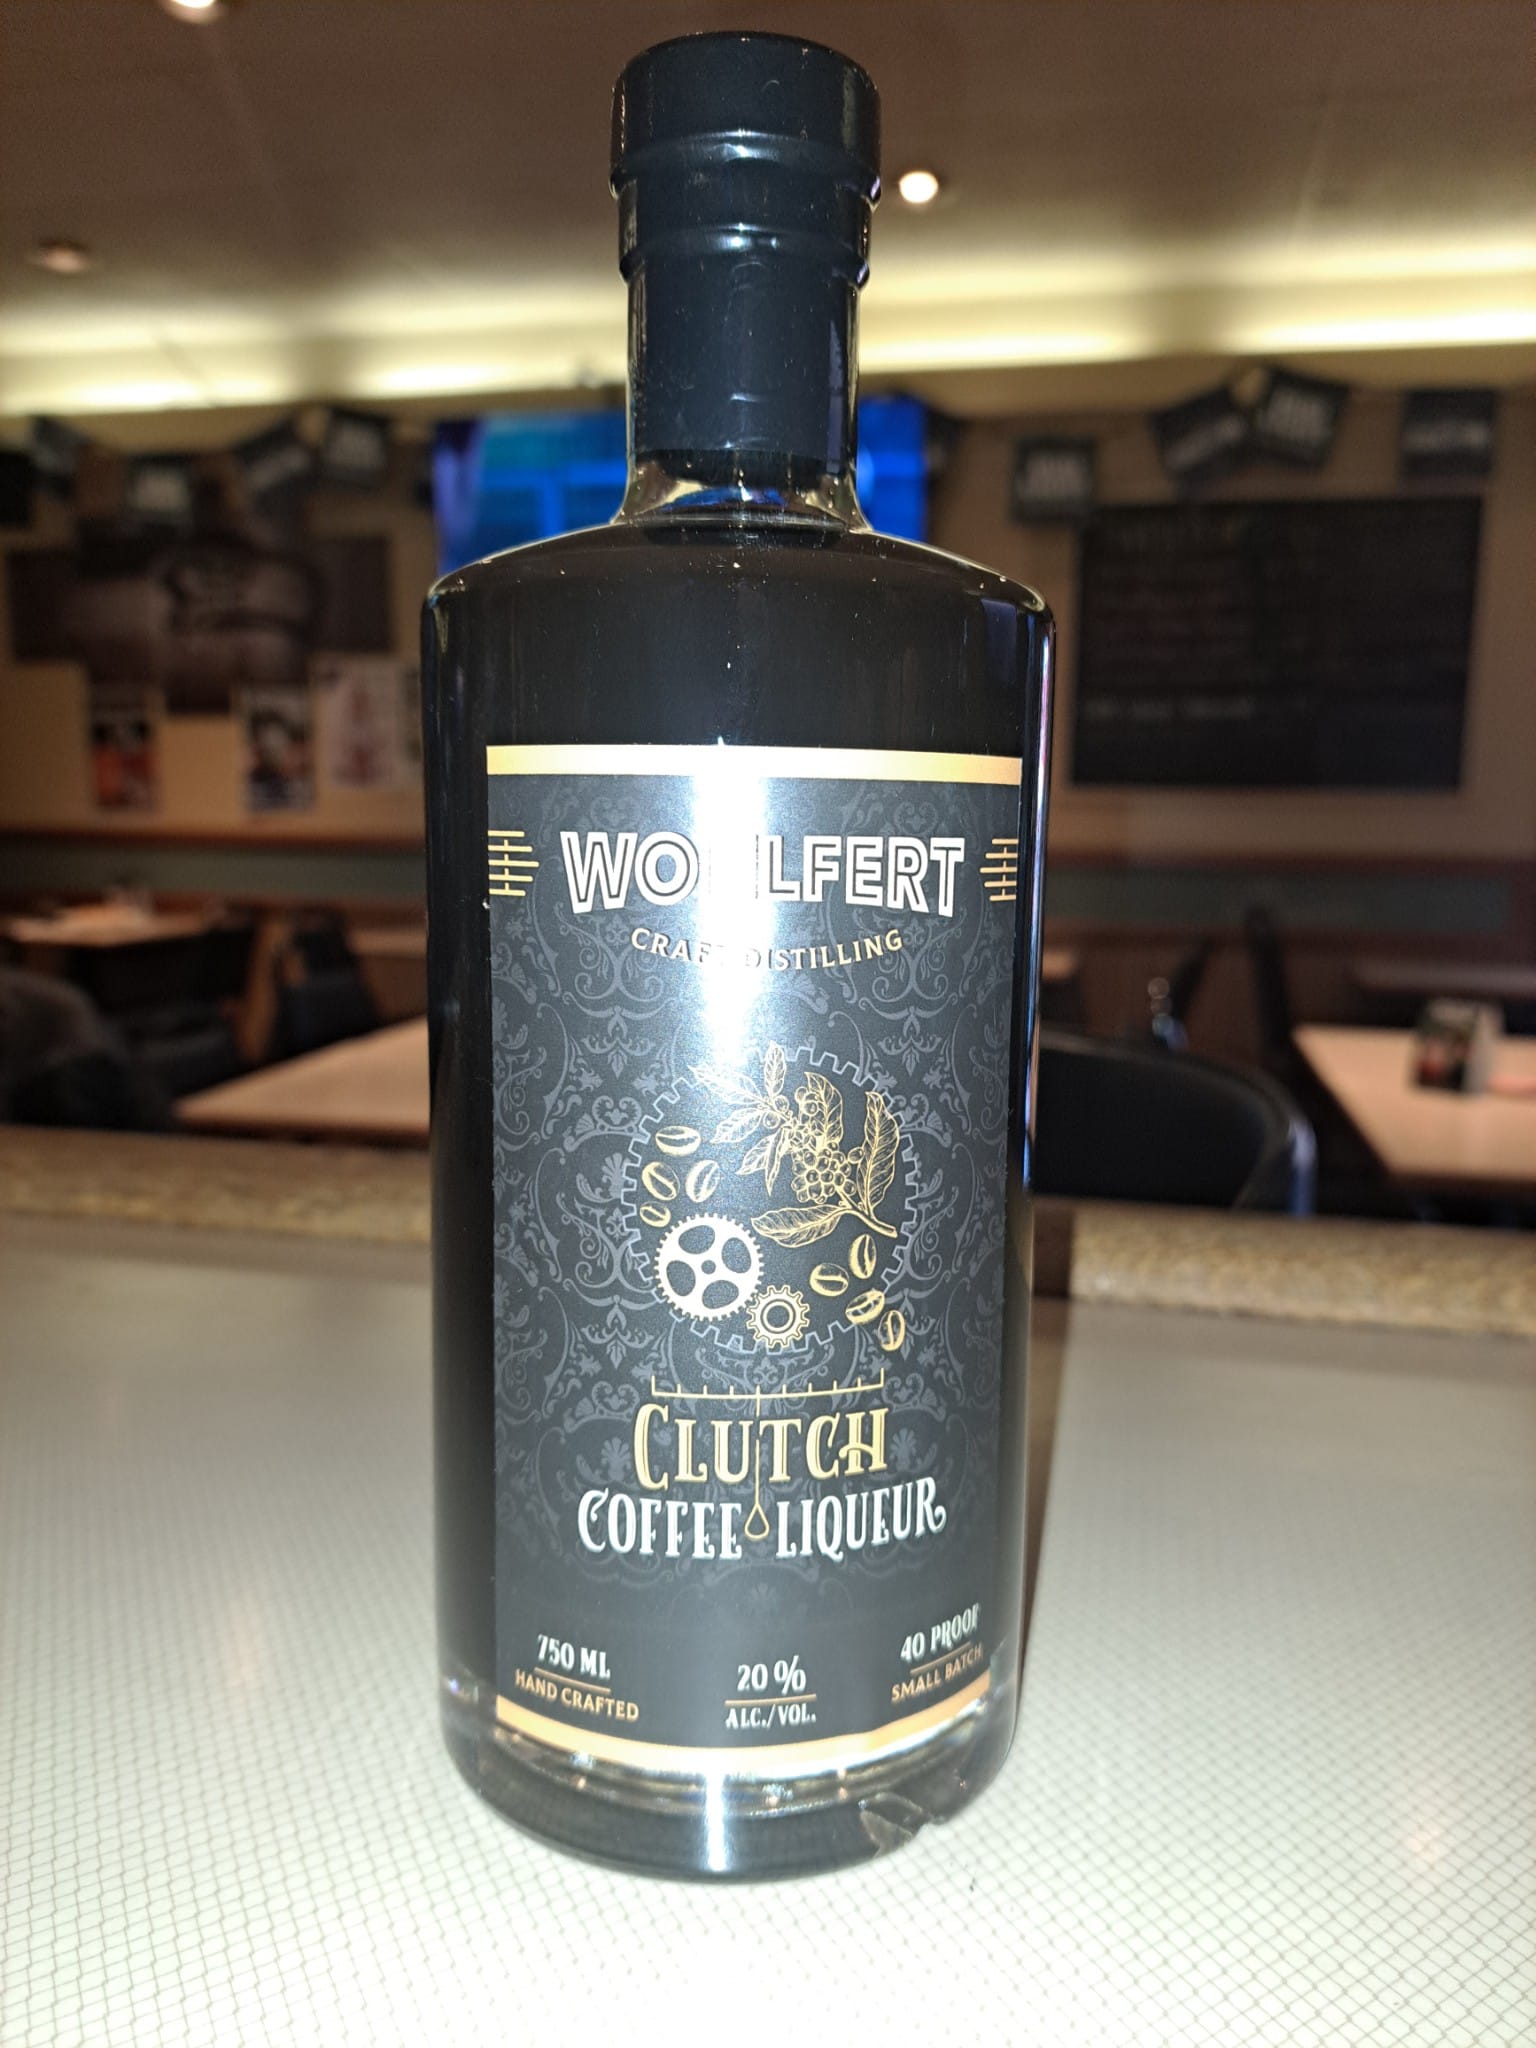 WOHLFERT
CRAFT DISTILLING
CLUTCH
COFFEE LIQUEUR
750 ML
HAND CRAFTED
20%
ALC./VOL.
40 PROOF
SMALL BATCH